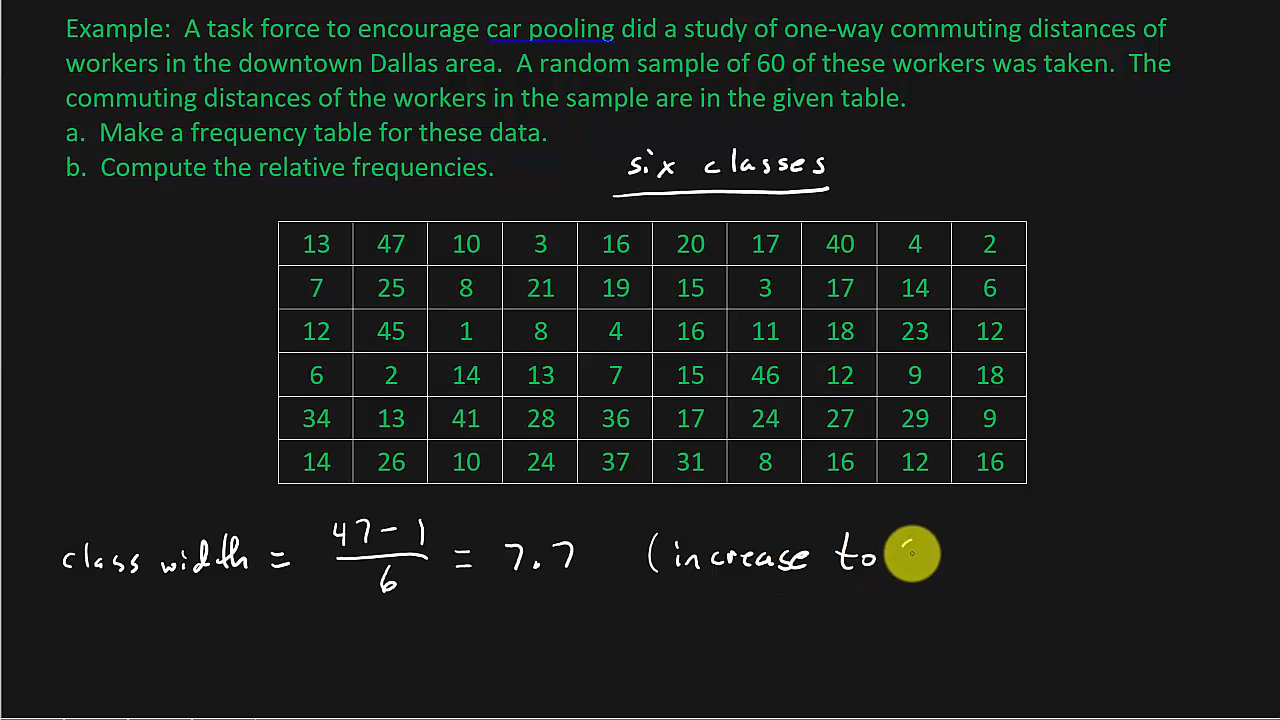 Example: A task force to encourage car pooling did a study of one-way commuting distances of
workers in the downtown Dallas area. A random sample of 60 of these workers was taken. The
commuting distances of the workers in the sample are in the given table.
a. Make a frequency table for these data.
b. Compute the relative frequencies.
six classes
13 47 10 3 16 20 17 40 4 2
7 25 8 21 19 15 3 17 14 6
12 45 1 8 4 16 11 18 23 12
6 2 14 13 7 15 46 12 9 18
34 13 41 28 36 17 24 27 29 9
14 26 10 24 37 31 8 16 12 16
class width = 47 - 1 / 6 = 7.7 (increase to